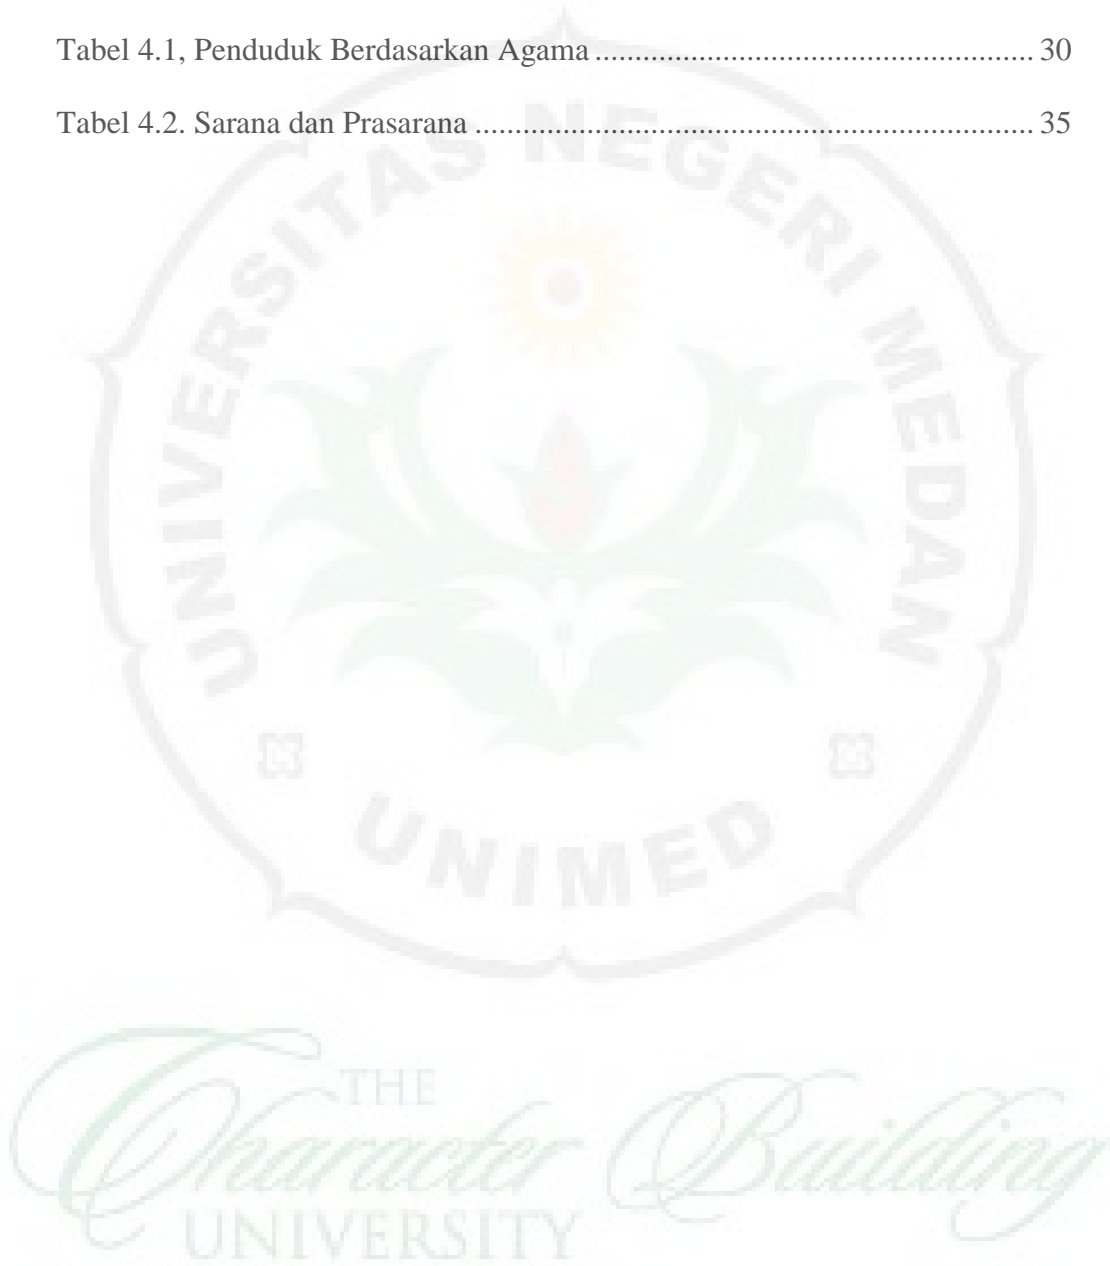 Tabel 4.1, Penduduk Berdasarkan Agama ...................................................... 30
Tabel 4.2. Sarana dan Prasarana ..................................................................... 35
UNIVERSITAS NEGERI MEDAN
UNIMED
THE
Character Building
UNIVERSITY